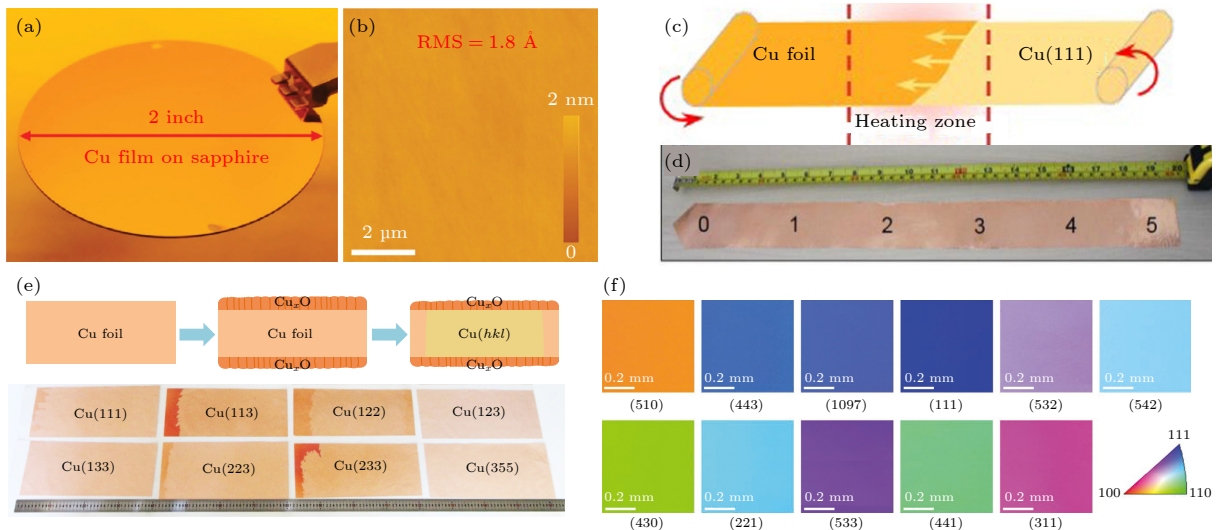 (a)
2 inch
Cu film on sapphire
(b)
RMS = 1.8 Å
2 nm
0
2 µm
(c)
Cu foil
Cu(111)
Heating zone
(d)
0 1 2 3 4 5
(e)
Cu foil
CuₓO
Cu foil
CuₓO
CuₓO
Cu(hkl)
CuₓO
Cu(111) Cu(113) Cu(122) Cu(123)
Cu(133) Cu(223) Cu(233) Cu(355)
(f)
0.2 mm 0.2 mm 0.2 mm 0.2 mm 0.2 mm 0.2 mm
(510) (443) (1097) (111) (532) (542)
0.2 mm 0.2 mm 0.2 mm 0.2 mm 0.2 mm
(430) (221) (533) (441) (311)
111
100
110